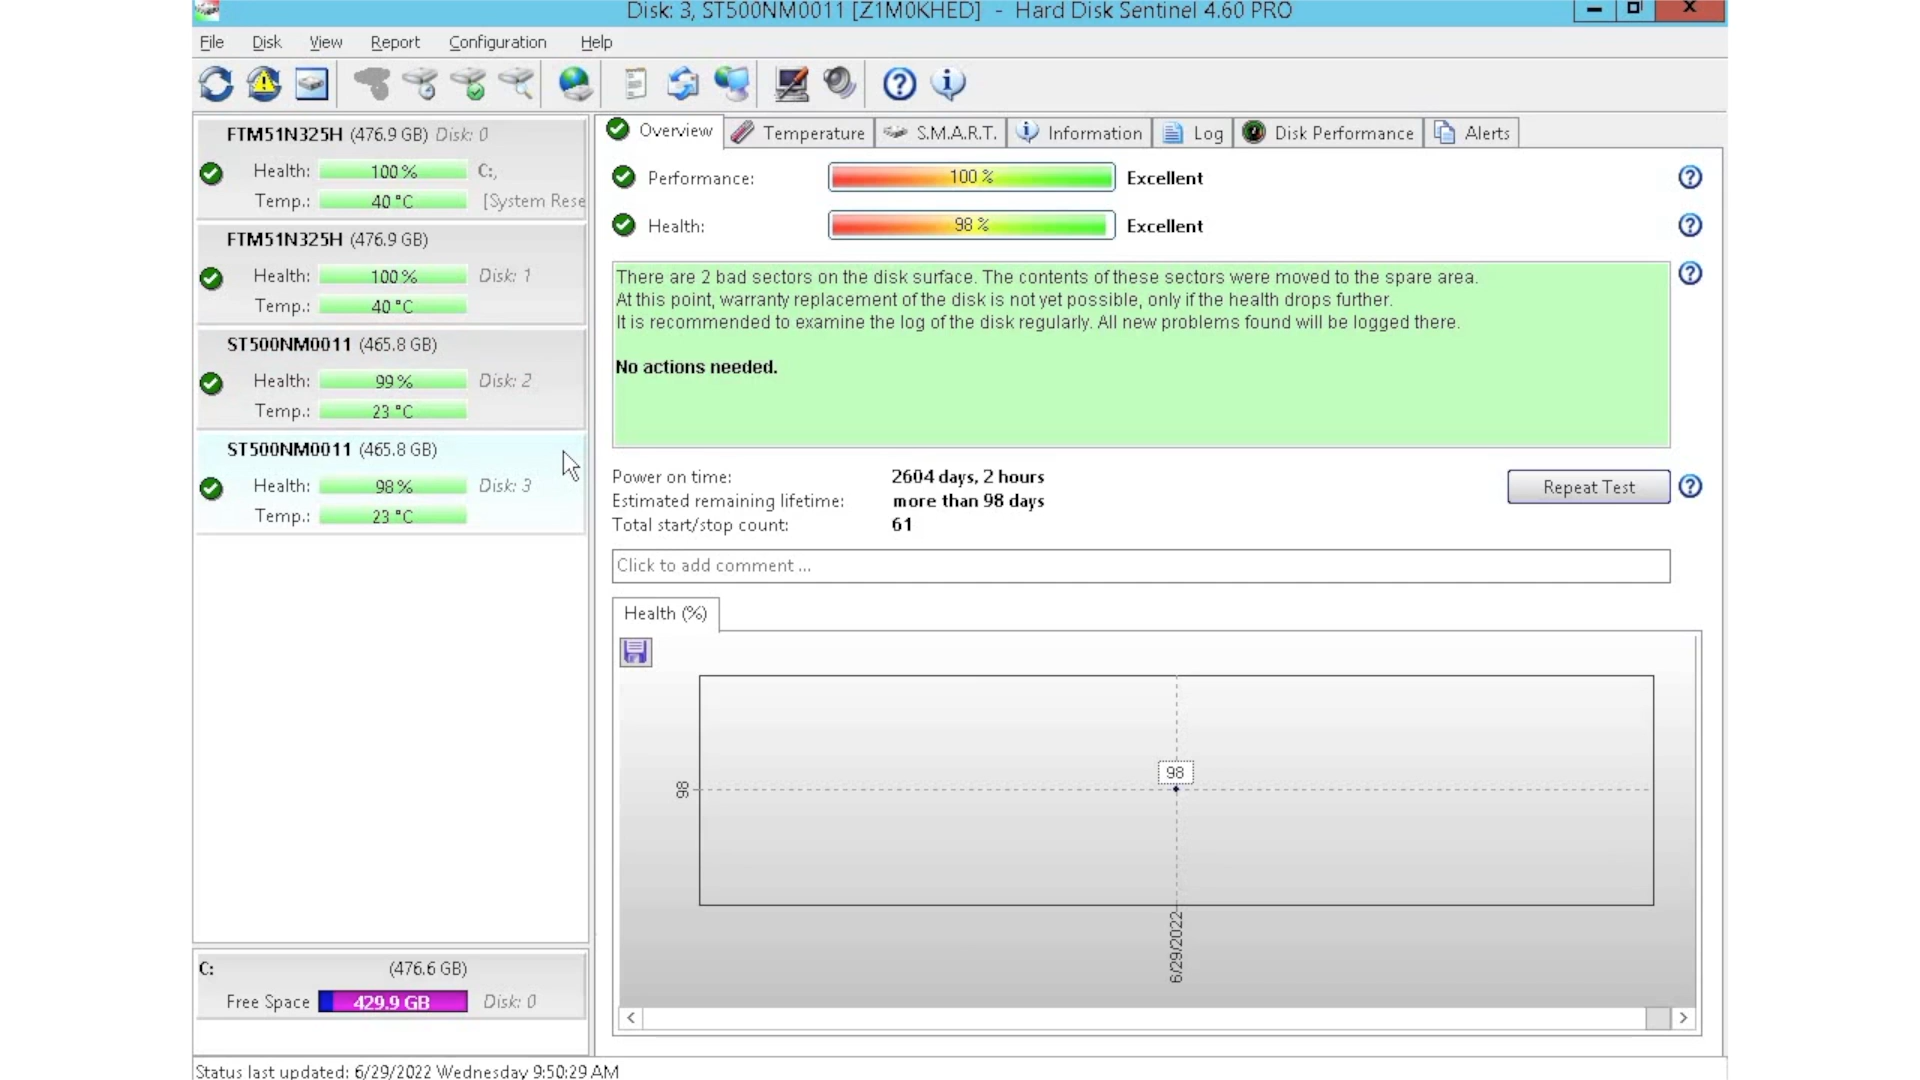 Disk: 3, ST500NM0011 [Z1M0KHED] - Hard Disk Sentinel 4.60 PRO
File Disk View Report Configuration Help
FTM51N325H (476.9 GB) Disk: 0
Health: 100 % C:,
Temp.: 40 °C [System Rese
FTM51N325H (476.9 GB)
Health: 100 % Disk: 1
Temp.: 40 °C
ST500NM0011 (465.8 GB)
Health: 99 % Disk: 2
Temp.: 23 °C
ST500NM0011 (465.8 GB)
Health: 98 % Disk: 3
Temp.: 23 °C
C: (476.6 GB)
Free Space 429.9 GB Disk: 0
Overview Temperature S.M.A.R.T. Information Log Disk Performance Alerts
Performance: 100 % Excellent
Health: 98 % Excellent
There are 2 bad sectors on the disk surface. The contents of these sectors were moved to the spare area.
At this point, warranty replacement of the disk is not yet possible, only if the health drops further.
It is recommended to examine the log of the disk regularly. All new problems found will be logged there.
No actions needed.
Power on time: 2604 days, 2 hours
Estimated remaining lifetime: more than 98 days
Total start/stop count: 61
Repeat Test
Click to add comment ...
Health (%)
98
98
6/29/2022
Status last updated: 6/29/2022 Wednesday 9:50:29 AM